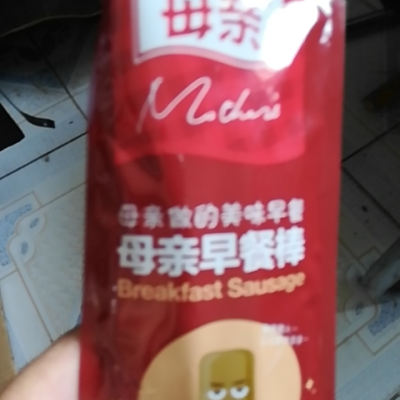 母亲
Mother's
母亲做的美味早餐
母亲早餐棒
Breakfast Sausage